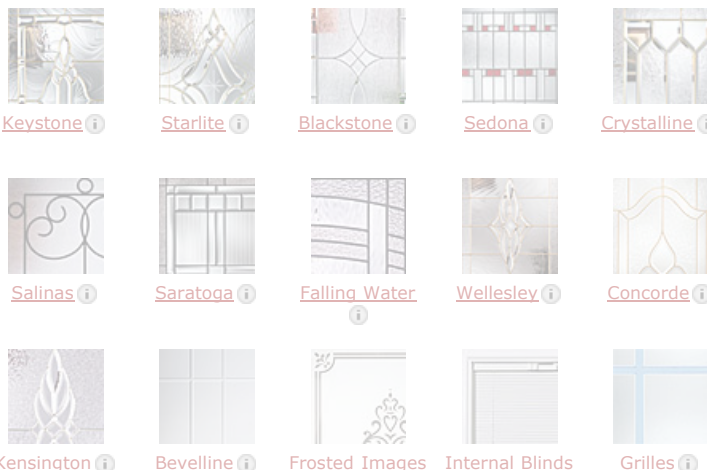 Keystone Starlite Blackstone Sedona Crystalline
Salinas Saratoga Falling Water Wellesley Concorde
Kensington Bevelline Frosted Images Internal Blinds Grilles